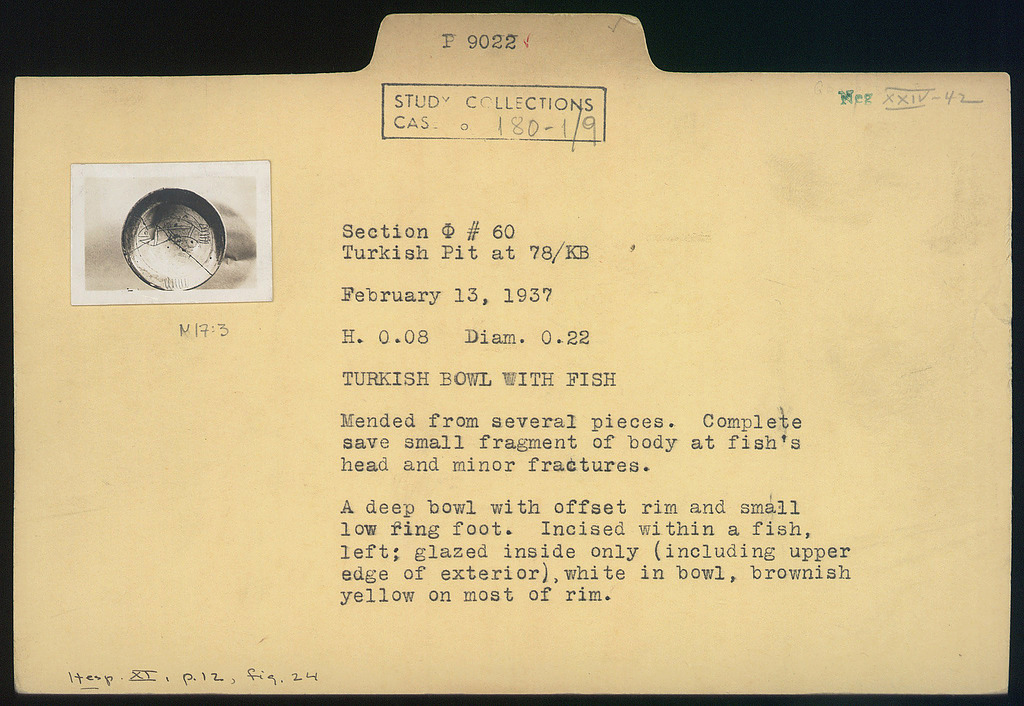 P 9022 ✓
Neg XXIV-42
STUDY COLLECTIONS
CAS o 180-1/9
Section Φ # 60
Turkish Pit at 78/KB
February 13, 1937
M17:3
H. 0.08 Diam. 0.22
TURKISH BOWL WITH FISH
Mended from several pieces. Complete
save small fragment of body at fish's
head and minor fractures.
A deep bowl with offset rim and small
low ring foot. Incised within a fish,
left; glazed inside only (including upper
edge of exterior), white in bowl, brownish
yellow on most of rim.
Hesp. XI, p.12, fig. 24